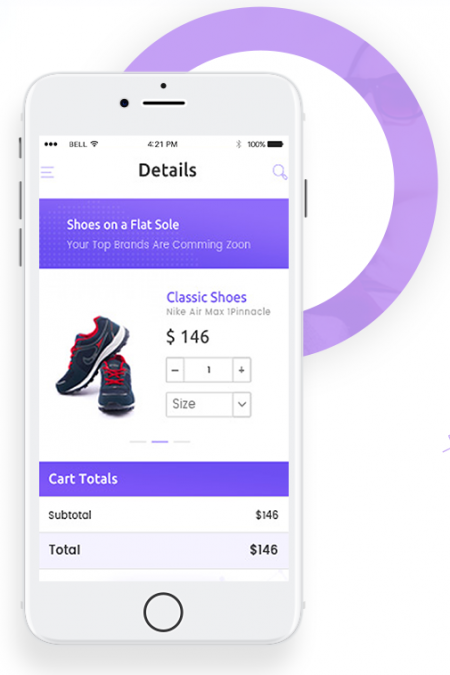 BELL 4:21 PM 100%
Details
Shoes on a Flat Sole
Your Top Brands Are Comming Zoon
Classic Shoes
Nike Air Max 1Pinnacle
$ 146
− 1 +
Size
Cart Totals
Subtotal $146
Total $146